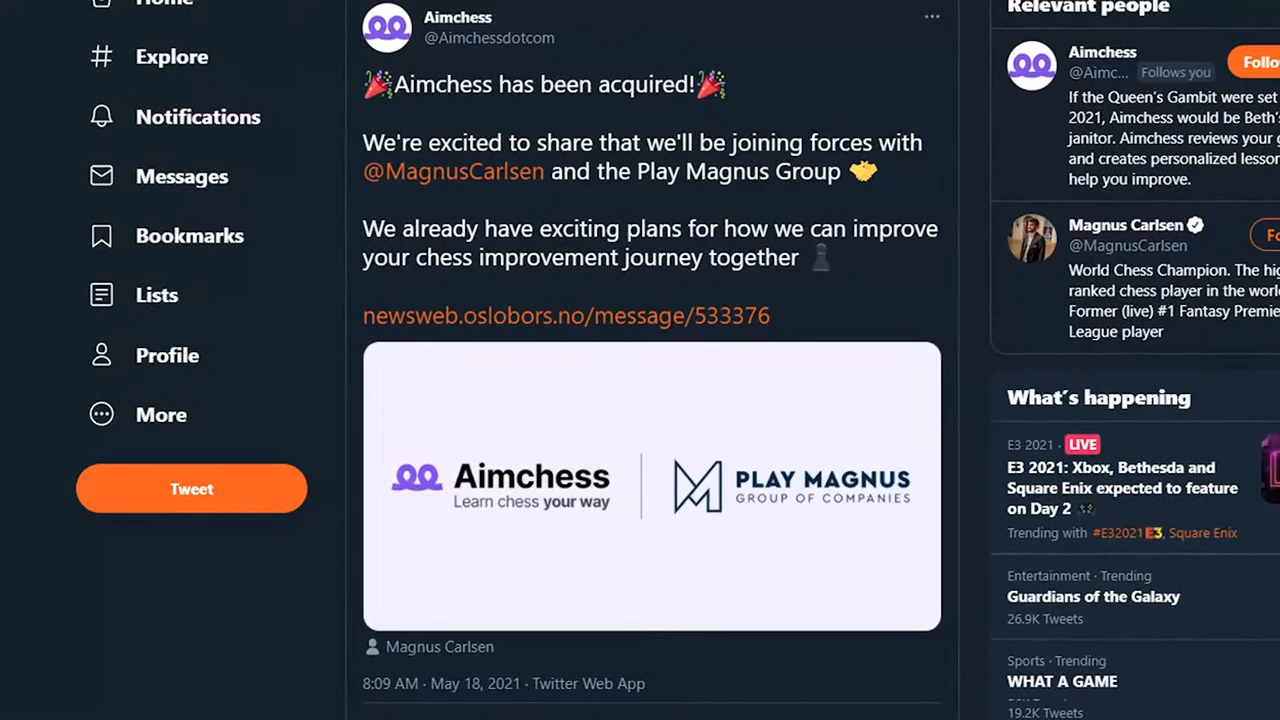 Home
Explore
Notifications
Messages
Bookmarks
Lists
Profile
More
Tweet
Aimchess
@Aimchessdotcom
🎉Aimchess has been acquired!🎉
We're excited to share that we'll be joining forces with
@MagnusCarlsen and the Play Magnus Group 🤝
We already have exciting plans for how we can improve
your chess improvement journey together ♟
newsweb.oslobors.no/message/533376
Aimchess
Learn chess your way
PLAY MAGNUS
GROUP OF COMPANIES
Magnus Carlsen
8:09 AM · May 18, 2021 · Twitter Web App
Relevant people
Aimchess
@Aimc... Follows you
Follo
If the Queen's Gambit were set
2021, Aimchess would be Beth's
janitor. Aimchess reviews your g
and creates personalized lesson
help you improve.
Magnus Carlsen
@MagnusCarlsen
Fo
World Chess Champion. The hig
ranked chess player in the world
Former (live) #1 Fantasy Premie
League player
What's happening
E3 2021 · LIVE
E3 2021: Xbox, Bethesda and
Square Enix expected to feature
on Day 2 🎮
Trending with #E32021 E3, Square Enix
Entertainment · Trending
Guardians of the Galaxy
26.9K Tweets
Sports · Trending
WHAT A GAME
19.2K Tweets